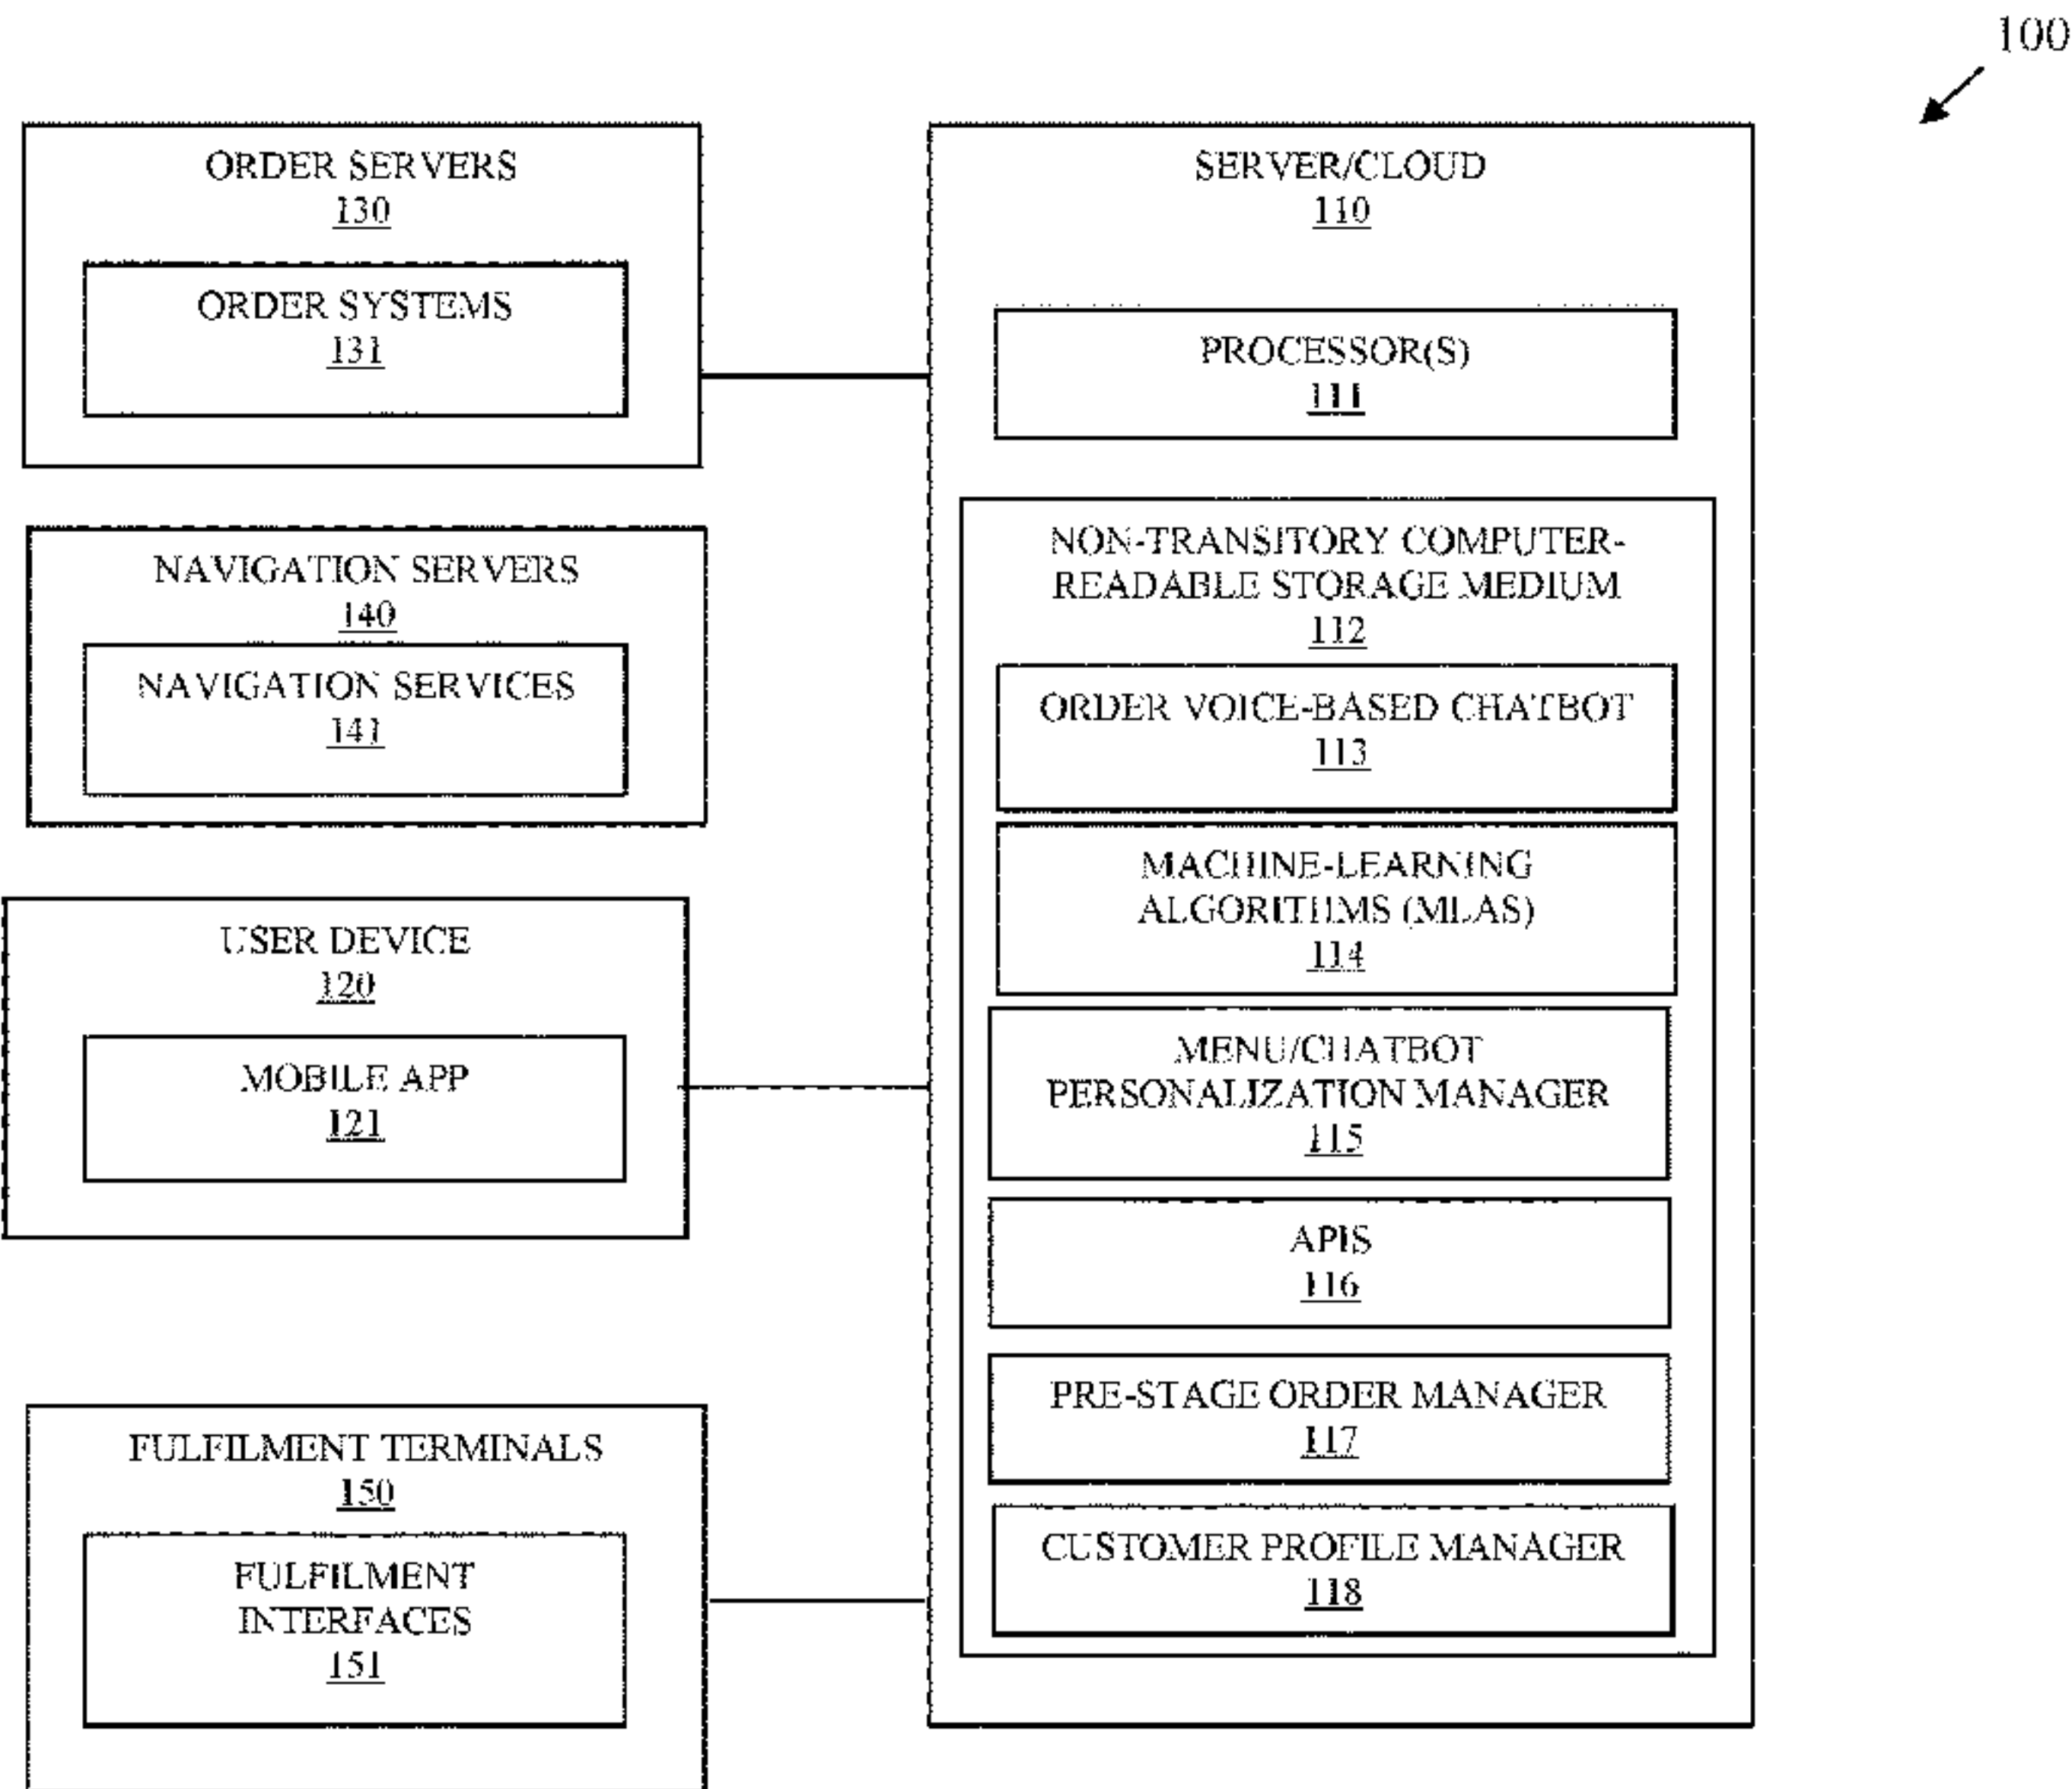 100
ORDER SERVERS
130
ORDER SYSTEMS
131
NAVIGATION SERVERS
140
NAVIGATION SERVICES
141
USER DEVICE
120
MOBILE APP
121
FULFILMENT TERMINALS
150
FULFILMENT
INTERFACES
151
SERVER/CLOUD
110
PROCESSOR(S)
111
NON-TRANSITORY COMPUTER-
READABLE STORAGE MEDIUM
112
ORDER VOICE-BASED CHATBOT
113
MACHINE-LEARNING
ALGORITHMS (MLAS)
114
MENU/CHATBOT
PERSONALIZATION MANAGER
115
APIS
116
PRE-STAGE ORDER MANAGER
117
CUSTOMER PROFILE MANAGER
118